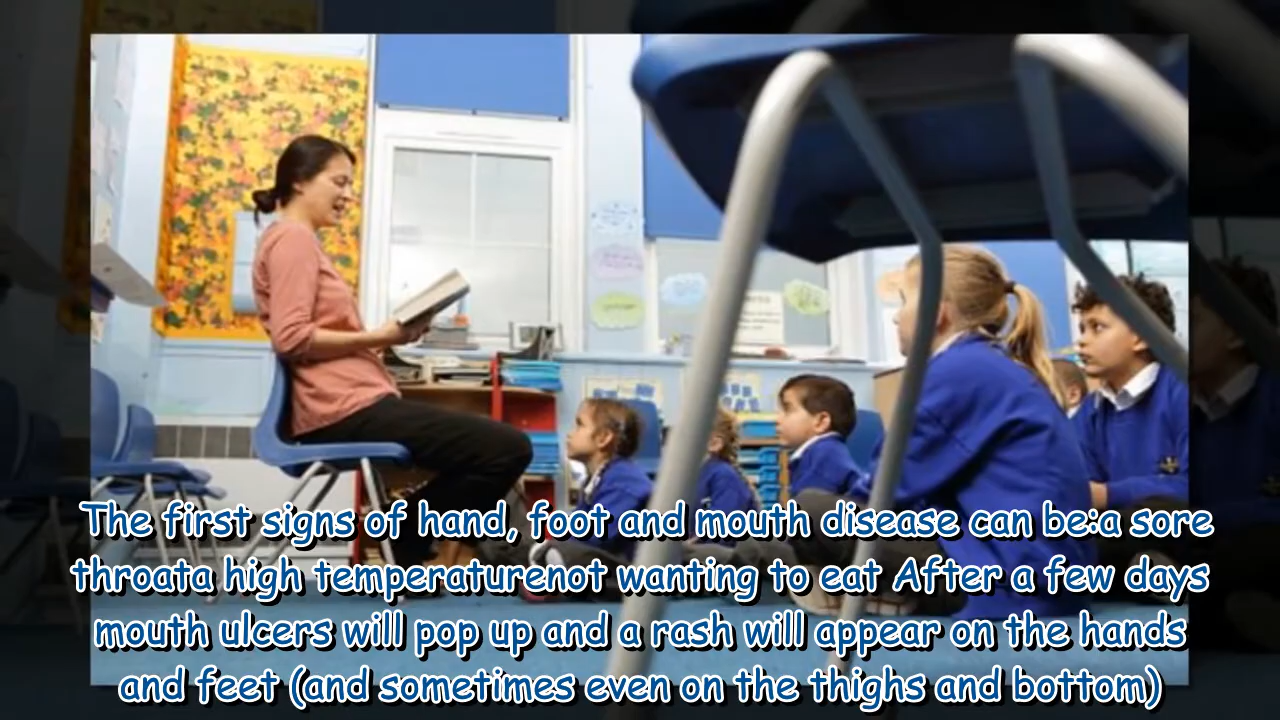 The first signs of hand, foot and mouth disease can be:a sore
throata high temperaturenot wanting to eat After a few days
mouth ulcers will pop up and a rash will appear on the hands
and feet (and sometimes even on the thighs and bottom)